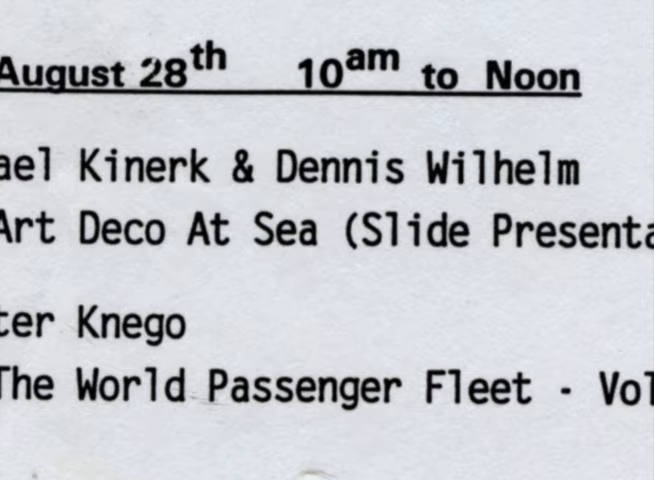 August 28th 10am to Noon
ael Kinerk & Dennis Wilhelm
Art Deco At Sea (Slide Presenta
ter Knego
The World Passenger Fleet - Vol